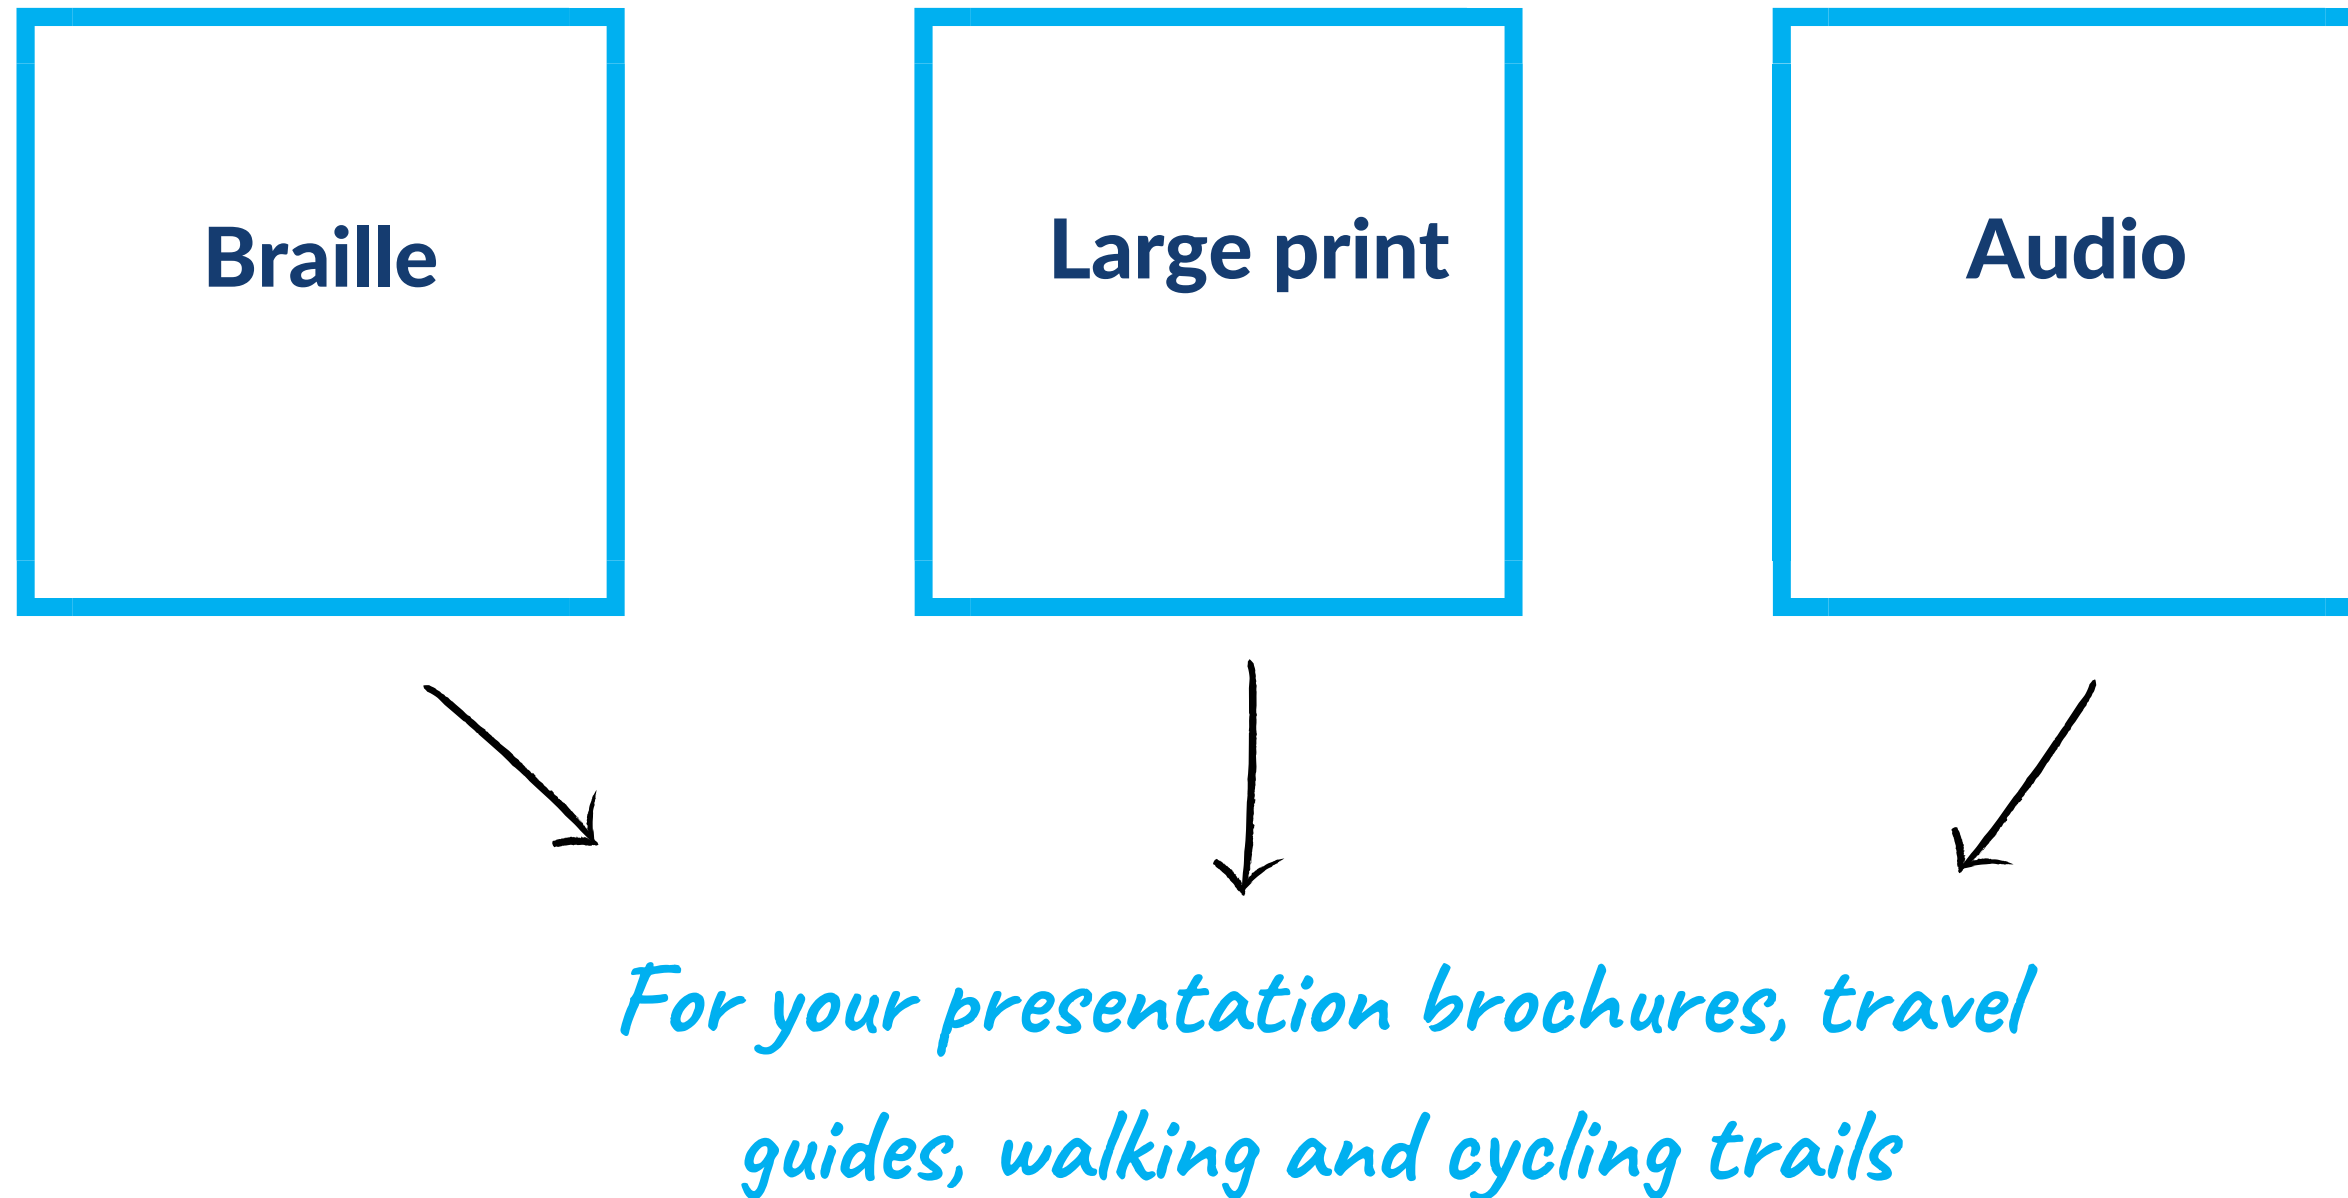 Braille
Large print
Audio
For your presentation brochures, travel
guides, walking and cycling trails